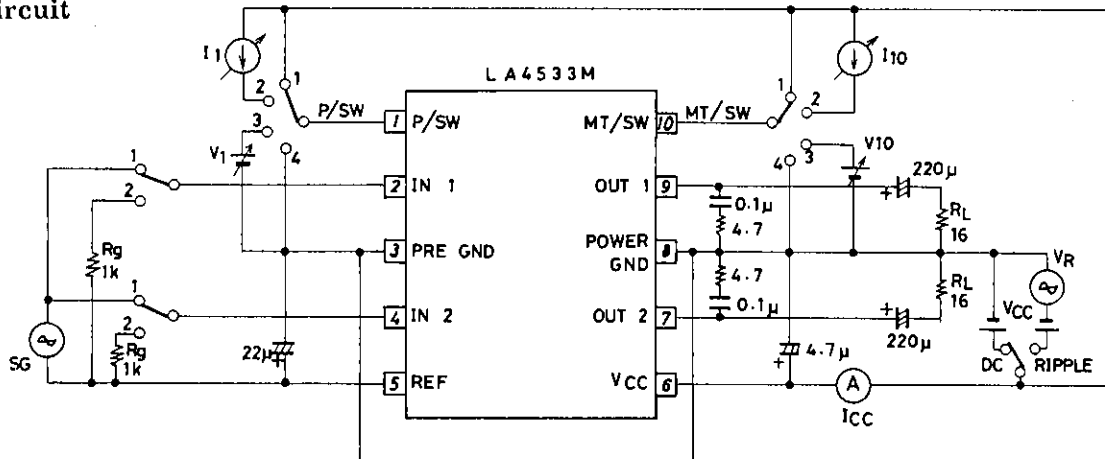 ircuit
I1
I10
LA4533M
1
2
3
4
P/SW
1 P/SW
MT/SW 10
MT/SW
1
2
3
4
V1
V10
1
2
2 IN 1
OUT 1 9
220μ
+
0.1μ
4.7
RL
16
Rg
1k
3 PRE GND
POWER
GND 8
VR
4.7
0.1μ
RL
16
1
2
4 IN 2
OUT 2 7
+
220μ
VCC
SG
Rg
1k
22μ
+
4.7μ
+
DC
RIPPLE
5 REF
VCC 6
A
ICC